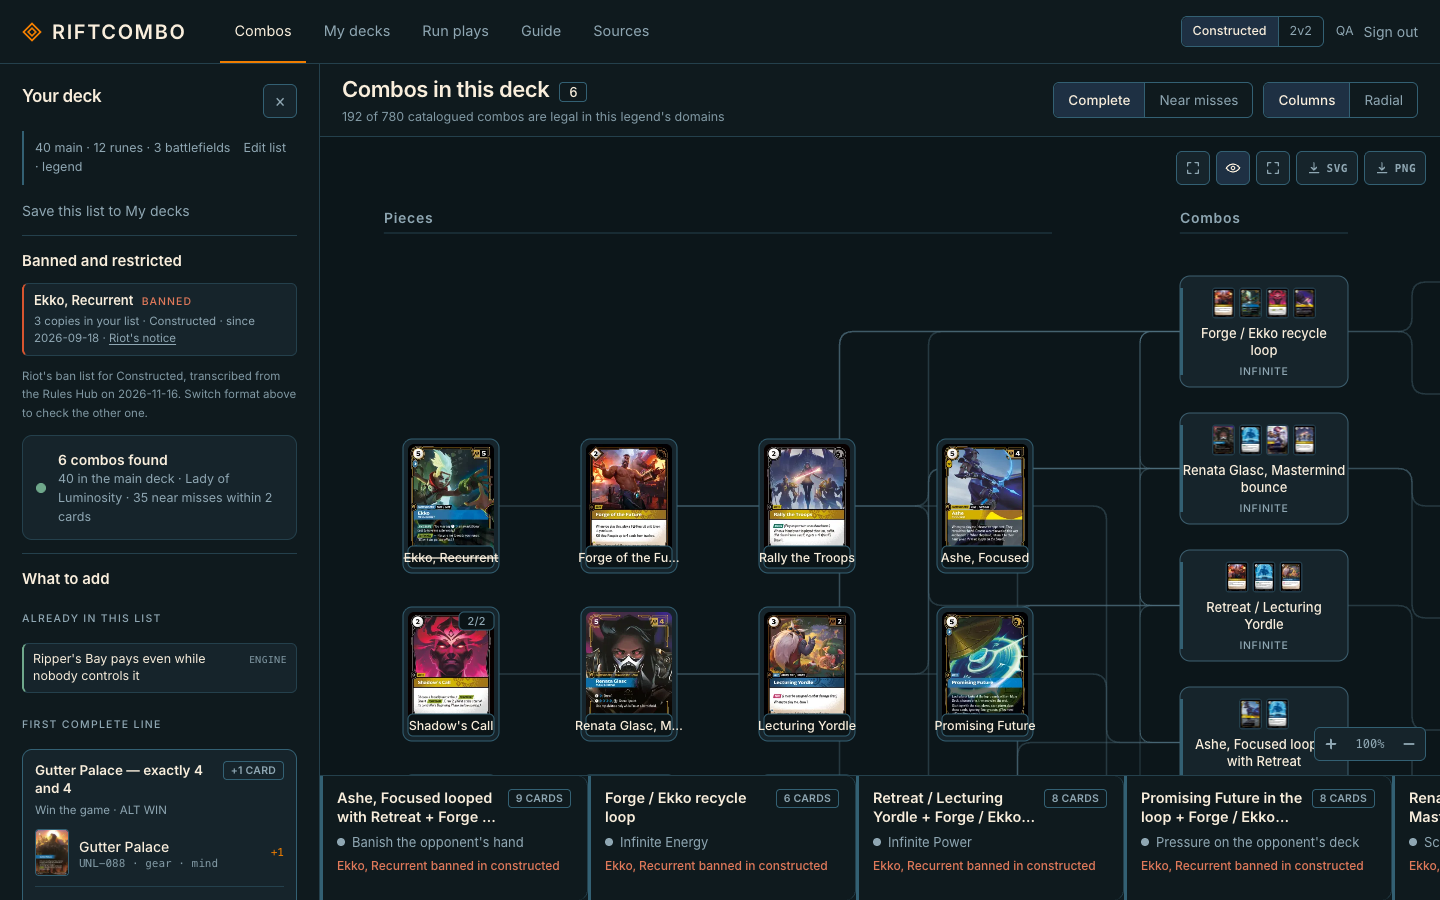 RIFTCOMBO
Combos
My decks
Run plays
Guide
Sources
Constructed
2v2
QA
Sign out
Your deck
×
40 main · 12 runes · 3 battlefields
· legend
Edit list
Save this list to My decks
Banned and restricted
Ekko, Recurrent BANNED
3 copies in your list · Constructed · since
2026-09-18 · Riot's notice
Riot's ban list for Constructed, transcribed from
the Rules Hub on 2026-11-16. Switch format above
to check the other one.
6 combos found
40 in the main deck · Lady of
Luminosity · 35 near misses within 2
cards
What to add
ALREADY IN THIS LIST
Ripper's Bay pays even while
nobody controls it
ENGINE
FIRST COMPLETE LINE
Gutter Palace — exactly 4
and 4
+1 CARD
Win the game · ALT WIN
Gutter Palace
UNL-088 · gear · mind
+1
Combos in this deck 6
192 of 780 catalogued combos are legal in this legend's domains
Complete
Near misses
Columns
Radial
SVG
PNG
Pieces
Combos
Ekko, Recurrent
Forge of the Fu...
Rally the Troops
Ashe, Focused
2/2
Shadow's Call
Renata Glasc, M...
Lecturing Yordle
Promising Future
Forge / Ekko recycle
loop
INFINITE
Renata Glasc, Mastermind
bounce
INFINITE
Retreat / Lecturing
Yordle
INFINITE
Ashe, Focused loop
with Retreat
+ 100% −
Ashe, Focused looped
with Retreat + Forge ...
9 CARDS
Banish the opponent's hand
Ekko, Recurrent banned in constructed
Forge / Ekko recycle
loop
6 CARDS
Infinite Energy
Ekko, Recurrent banned in constructed
Retreat / Lecturing
Yordle + Forge / Ekko...
8 CARDS
Infinite Power
Ekko, Recurrent banned in constructed
Promising Future in the
loop + Forge / Ekko...
8 CARDS
Pressure on the opponent's deck
Ekko, Recurrent banned in constructed
Rena
Mast
Sc
Ekko,